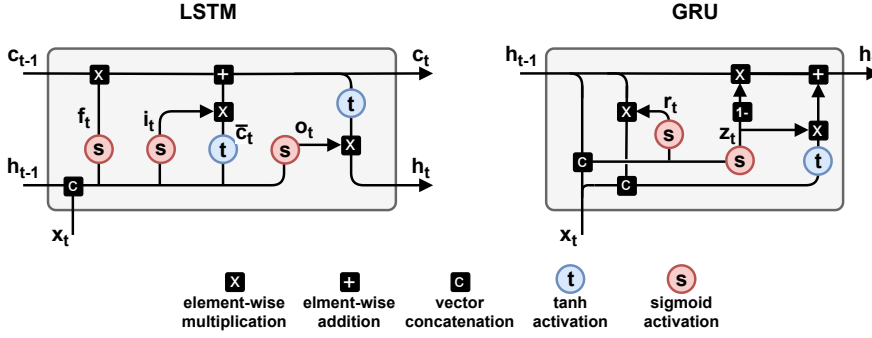 LSTM
GRU
c_t-1
c_t
h_t-1
h
x
+
x
t
f_t
i_t
c̅_t
o_t
r_t
x
1-
s
s
t
s
x
s
z_t
x
h_t-1
h_t
c
c
s
t
c
x_t
x_t
x
+
c
t
s
element-wise
multiplication
elment-wise
addition
vector
concatenation
tanh
activation
sigmoid
activation